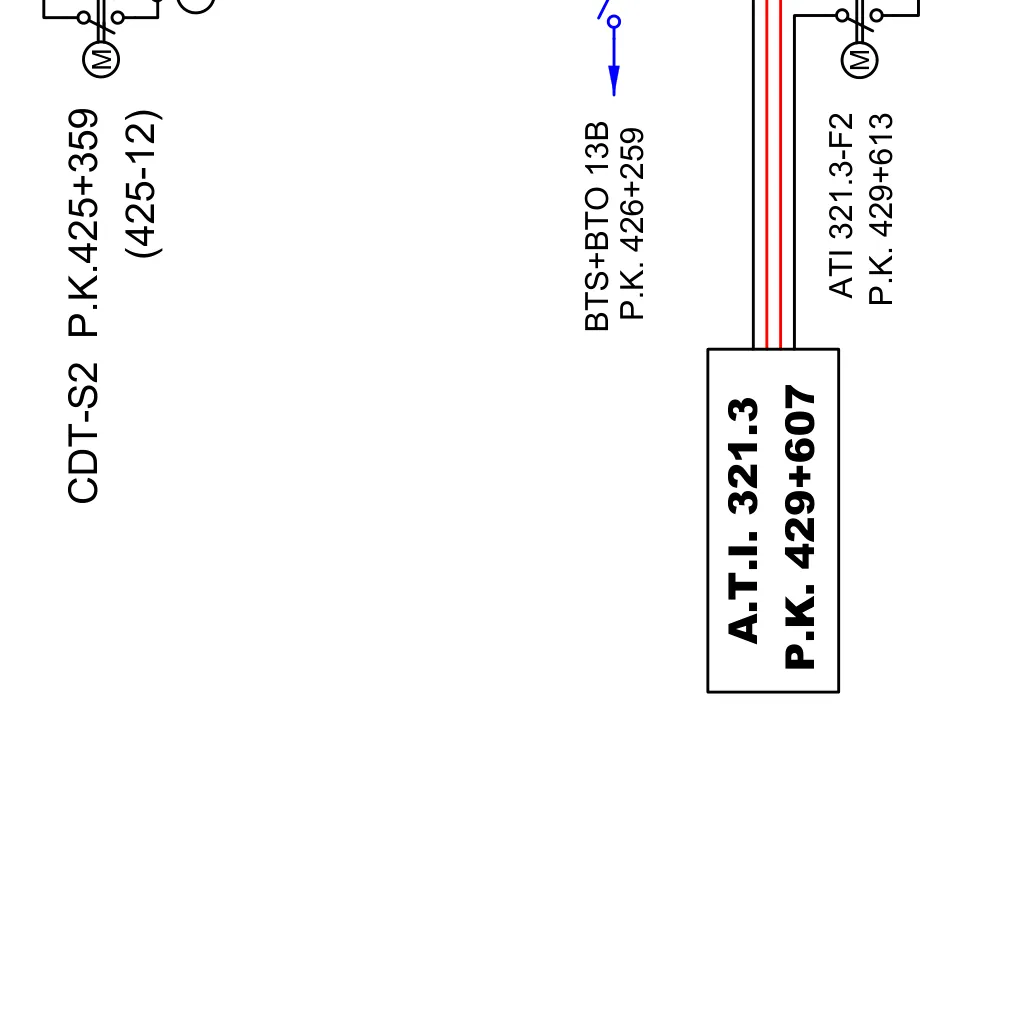 M
CDT-S2 P.K.425+359
(425-12)
BTS+BTO 13B
P.K. 426+259
M
ATI 321.3-F2
P.K. 429+613
A.T.I. 321.3
P.K. 429+607